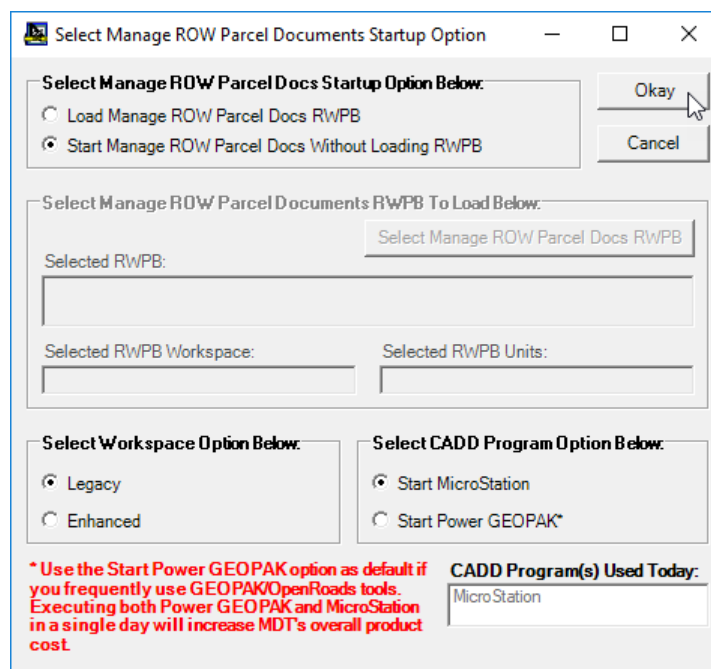 Select Manage ROW Parcel Documents Startup Option
Select Manage ROW Parcel Docs Startup Option Below:
Load Manage ROW Parcel Docs RWPB
Start Manage ROW Parcel Docs Without Loading RWPB
Okay
Cancel
Select Manage ROW Parcel Documents RWPB To Load Below:
Select Manage ROW Parcel Docs RWPB
Selected RWPB:
Selected RWPB Workspace:
Selected RWPB Units:
Select Workspace Option Below:
Legacy
Enhanced
Select CADD Program Option Below:
Start MicroStation
Start Power GEOPAK*
* Use the Start Power GEOPAK option as default if
you frequently use GEOPAK/OpenRoads tools.
Executing both Power GEOPAK and MicroStation
in a single day will increase MDT's overall product
cost.
CADD Program(s) Used Today:
MicroStation